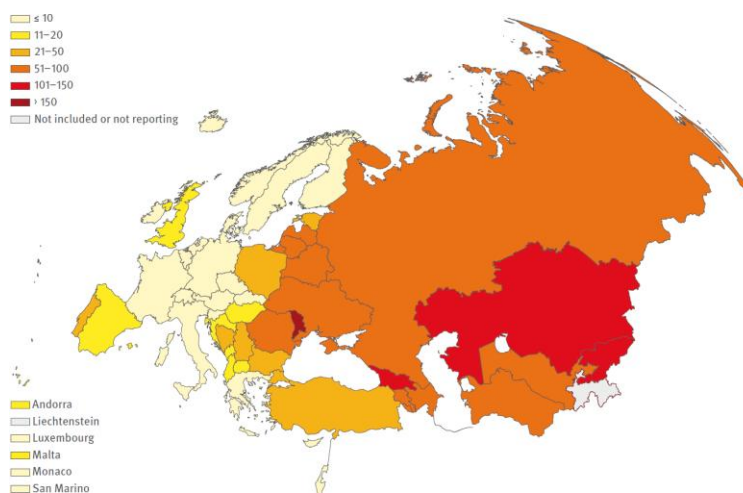 ≤ 10
11–20
21–50
51–100
101–150
› 150
Not included or not reporting
Andorra
Liechtenstein
Luxembourg
Malta
Monaco
San Marino